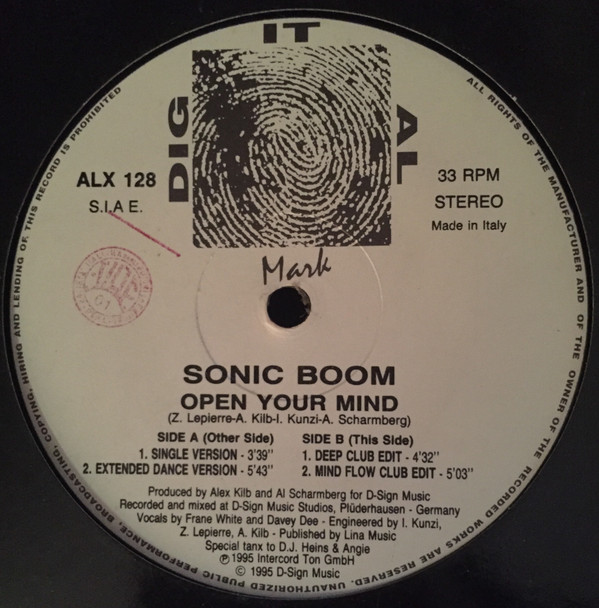 DIG IT AL
Mark
ALX 128
S.I.A E.
33 RPM
STEREO
Made in Italy
SONIC BOOM
OPEN YOUR MIND
(Z. Lepierre-A. Kilb-I. Kunzi-A. Scharmberg)
SIDE A (Other Side)
1. SINGLE VERSION - 3'39"
2. EXTENDED DANCE VERSION - 5'43"
SIDE B (This Side)
1. DEEP CLUB EDIT - 4'32"
2. MIND FLOW CLUB EDIT - 5'03"
Produced by Alex Kilb and Al Scharmberg for D-Sign Music
Recorded and mixed at D-Sign Music Studios, Plüderhausen - Germany
Vocals by Frane White and Davey Dee - Engineered by I. Kunzi,
Z. Lepierre, A. Kilb - Published by Lina Music
Special tanx to D.J. Heins & Angie
℗ 1995 Intercord Ton GmbH
© 1995 D-Sign Music
ALL RIGHTS OF THE MANUFACTURER AND OF THE OWNER OF THE RECORDED WORKS ARE RESERVED. UNAUTHORIZED PUBLIC PERFORMANCE, BROADCASTING, COPYING, HIRING AND LENDING OF THIS RECORD IS PROHIBITED